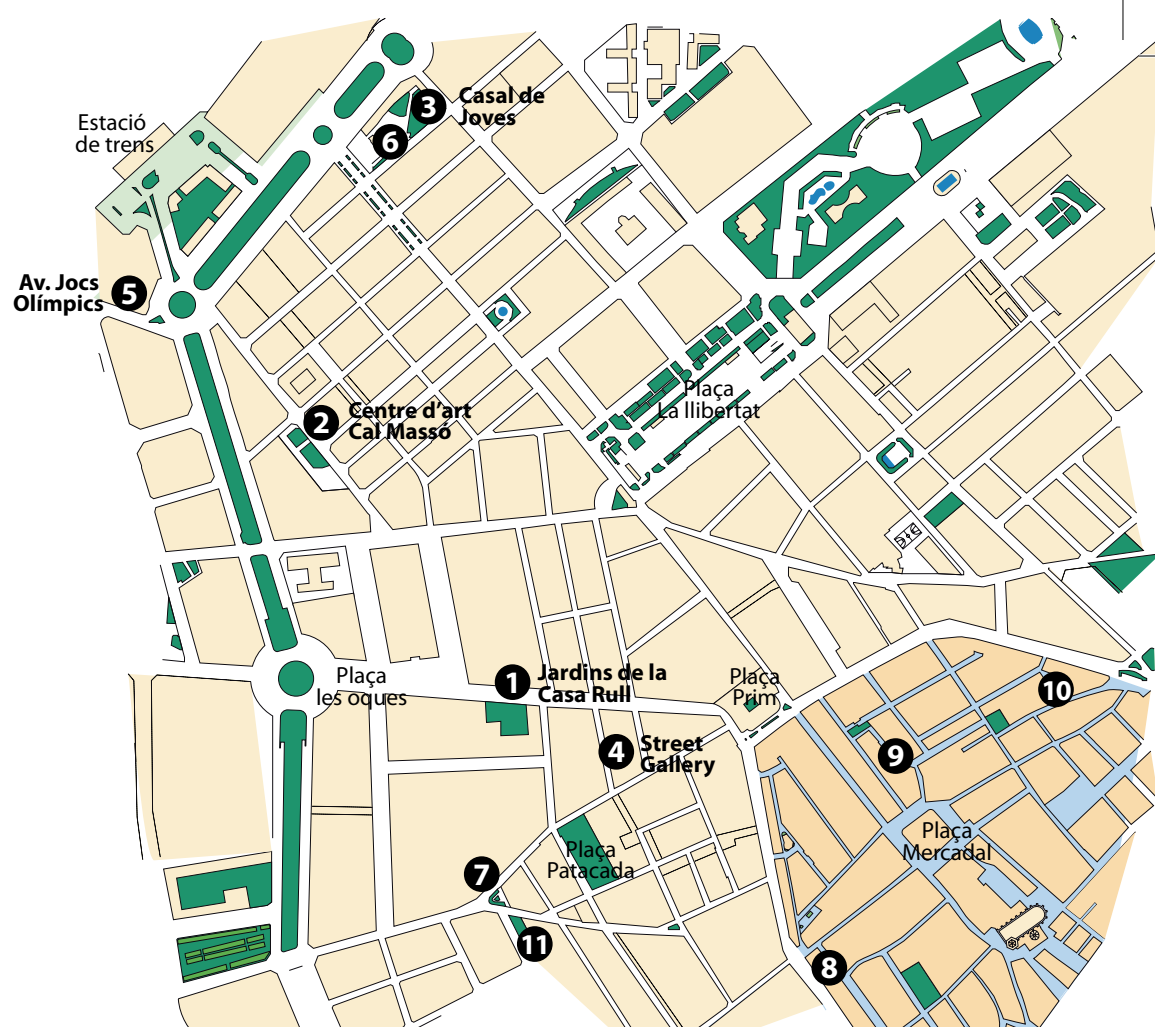 3
Casal de
Joves
Estació
de trens
6
Av. Jocs
Olímpics
5
Plaça
La llibertat
2
Centre d'art
Cal Massó
Plaça
les oques
1
Jardins de la
Casa Rull
Plaça
Prim
10
4
Street
Gallery
9
Plaça
Mercadal
Plaça
Patacada
7
11
8